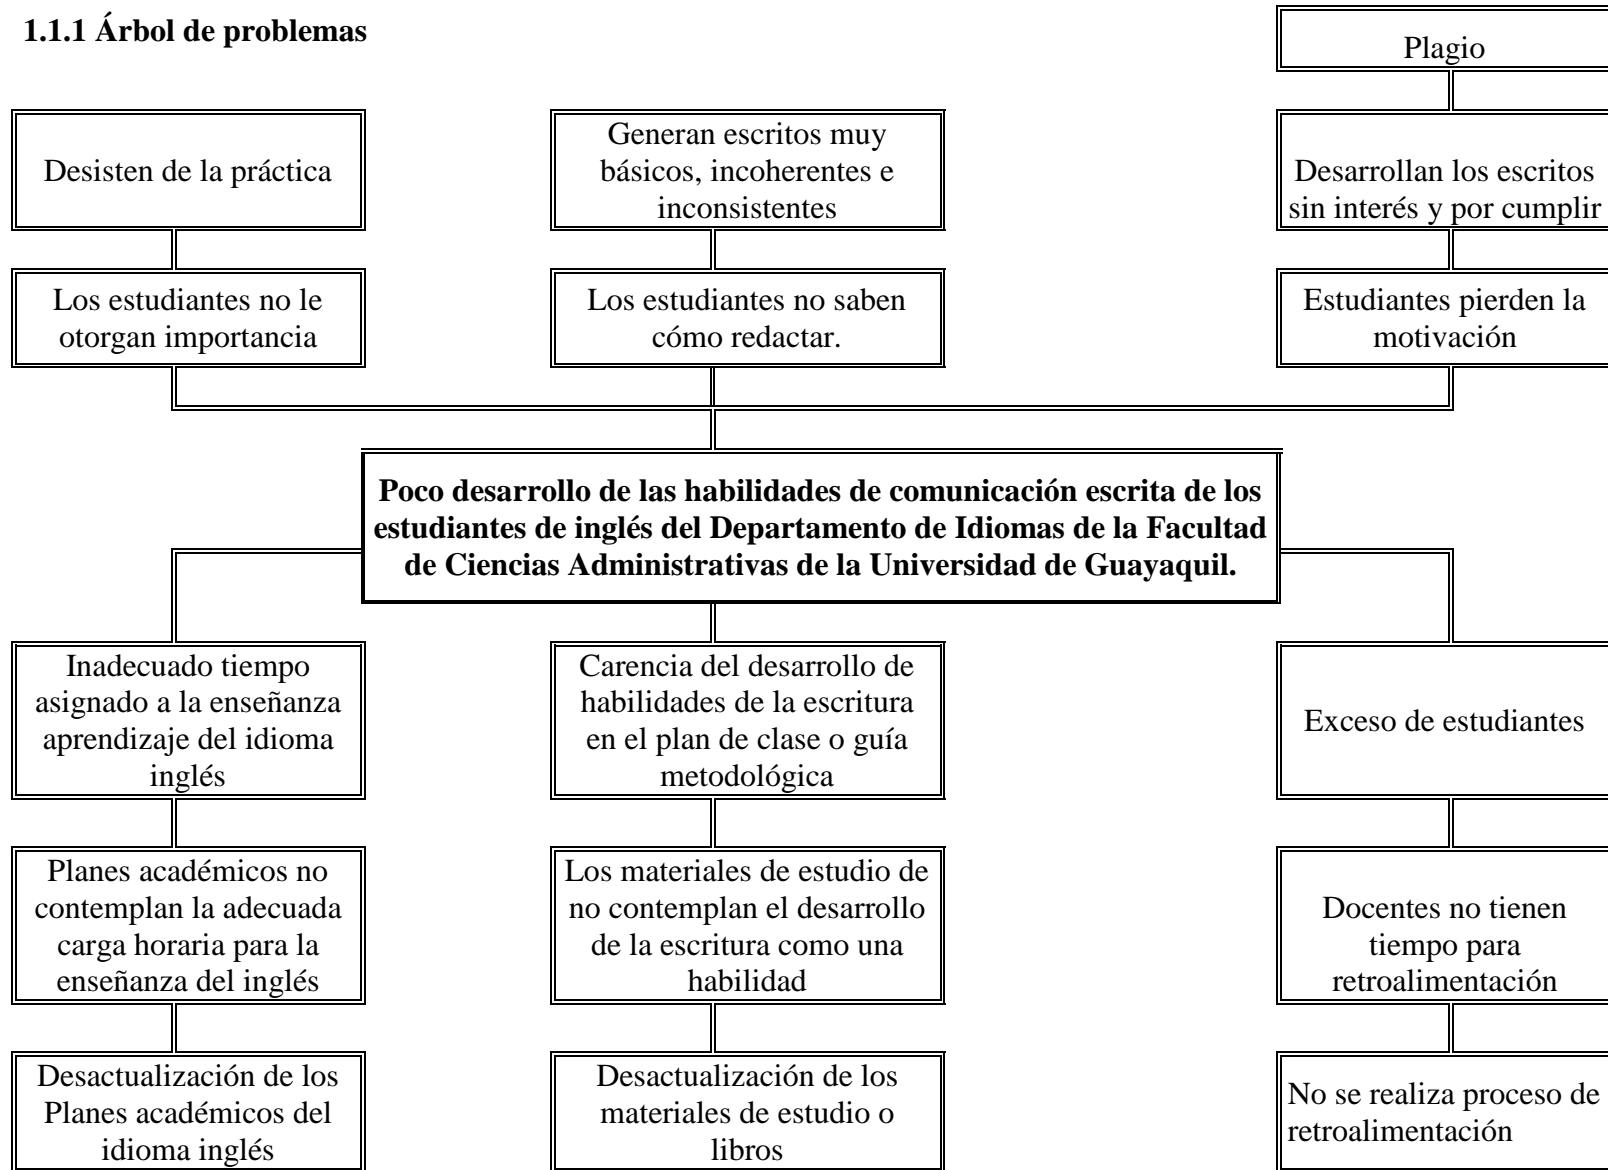 1.1.1 Árbol de problemas
Plagio
Desisten de la práctica
Generan escritos muy
básicos, incoherentes e
inconsistentes
Desarrollan los escritos
sin interés y por cumplir
Los estudiantes no le
otorgan importancia
Los estudiantes no saben
cómo redactar.
Estudiantes pierden la
motivación
Poco desarrollo de las habilidades de comunicación escrita de los
estudiantes de inglés del Departamento de Idiomas de la Facultad
de Ciencias Administrativas de la Universidad de Guayaquil.
Inadecuado tiempo
asignado a la enseñanza
aprendizaje del idioma
inglés
Carencia del desarrollo de
habilidades de la escritura
en el plan de clase o guía
metodológica
Exceso de estudiantes
Planes académicos no
contemplan la adecuada
carga horaria para la
enseñanza del inglés
Los materiales de estudio de
no contemplan el desarrollo
de la escritura como una
habilidad
Docentes no tienen
tiempo para
retroalimentación
Desactualización de los
Planes académicos del
idioma inglés
Desactualización de los
materiales de estudio o
libros
No se realiza proceso de
retroalimentación